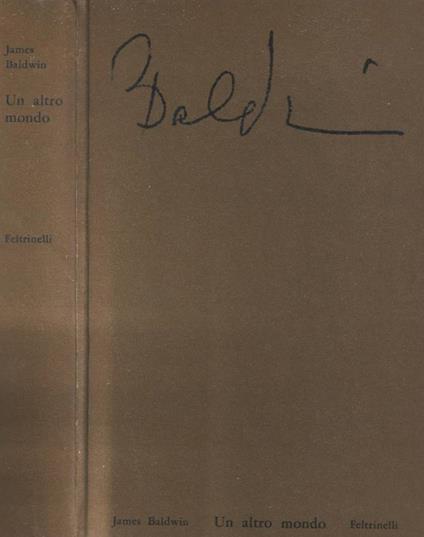 James
Baldwin
Un altro
mondo
Feltrinelli
Baldwin
James Baldwin Un altro mondo Feltrinelli